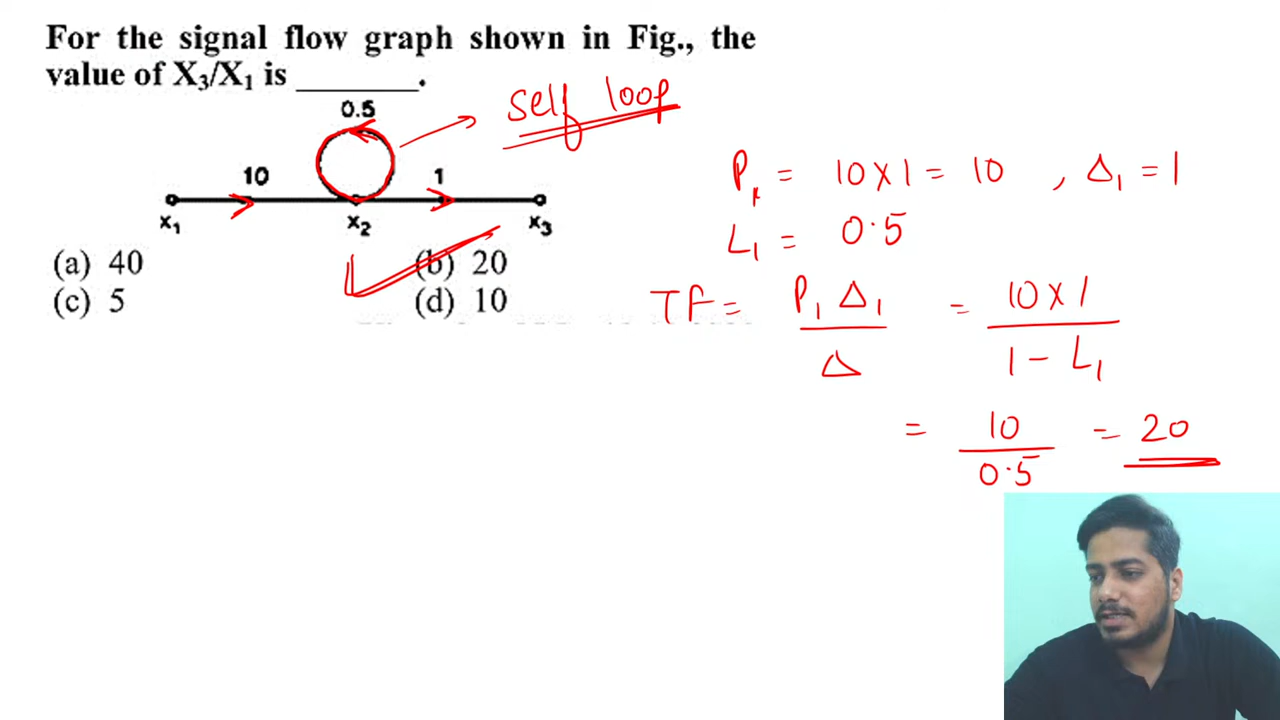 For the signal flow graph shown in Fig., the
value of X₃/X₁ is ________.
0.5
self loop
10
1
x₁
x₂
x₃
(a) 40
(b) 20
(c) 5
(d) 10
P₁ = 10 X 1 = 10 , Δ₁ = 1
L₁ = 0.5
TF = P₁ Δ₁ / Δ = 10 X 1 / 1 - L₁
= 10 / 0.5 = 20